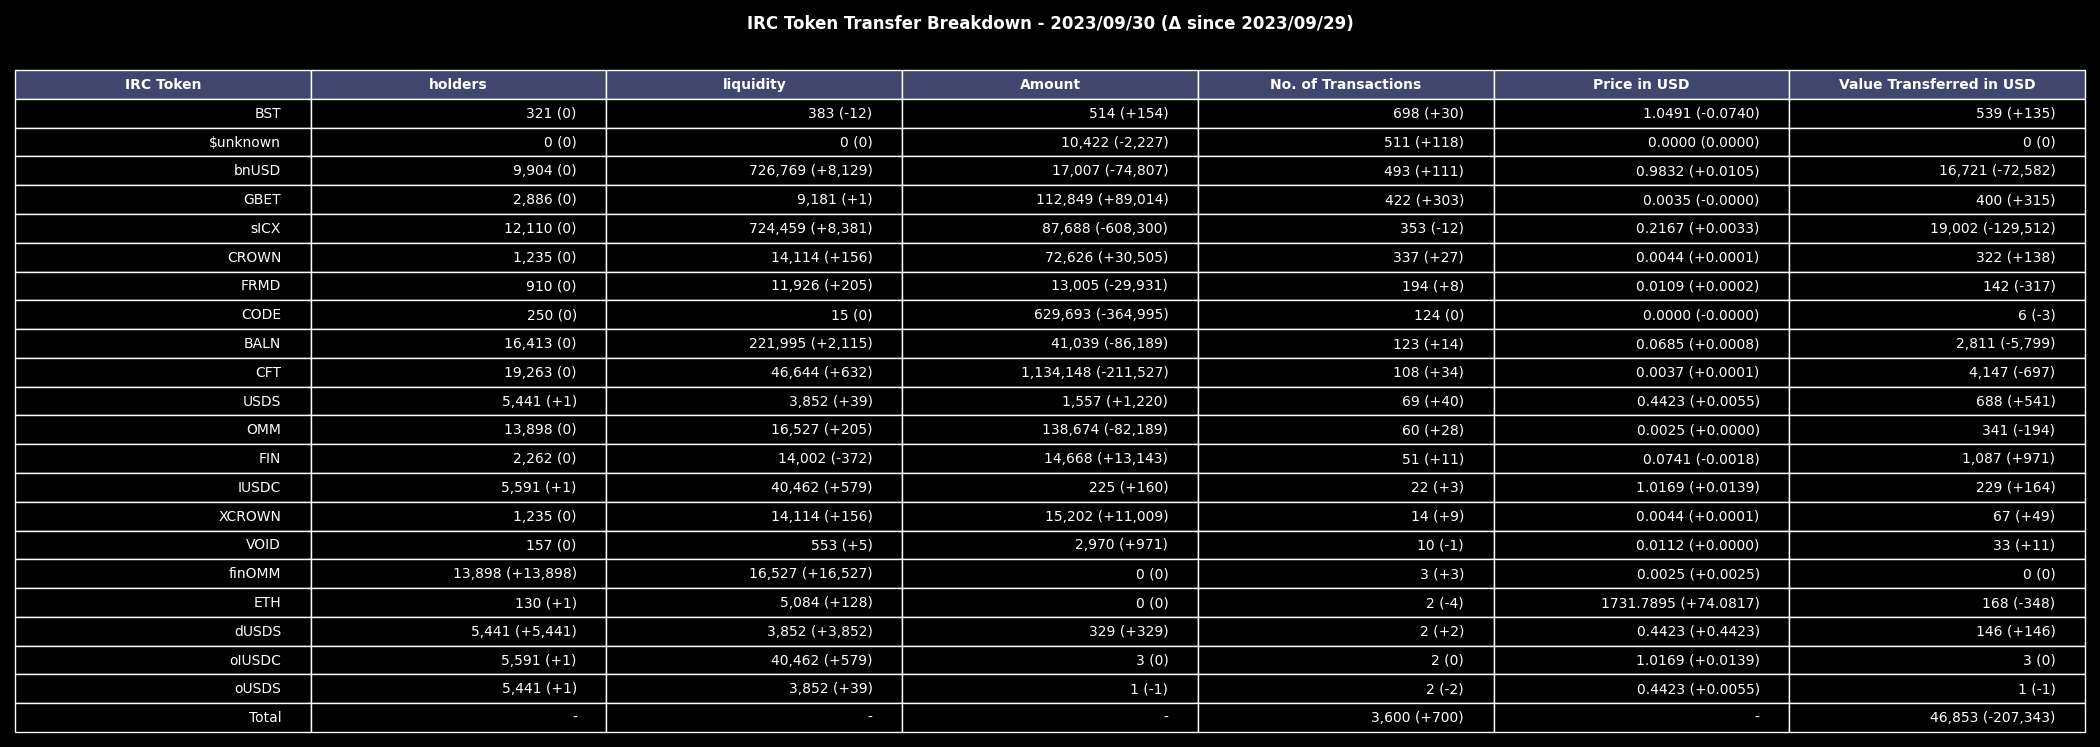 IRC Token Transfer Breakdown - 2023/09/30 (Δ since 2023/09/29)
IRC Token holders liquidity Amount No. of Transactions Price in USD Value Transferred in USD
BST 321 (0) 383 (-12) 514 (+154) 698 (+30) 1.0491 (-0.0740) 539 (+135)
$unknown 0 (0) 0 (0) 10,422 (-2,227) 511 (+118) 0.0000 (0.0000) 0 (0)
bnUSD 9,904 (0) 726,769 (+8,129) 17,007 (-74,807) 493 (+111) 0.9832 (+0.0105) 16,721 (-72,582)
GBET 2,886 (0) 9,181 (+1) 112,849 (+89,014) 422 (+303) 0.0035 (-0.0000) 400 (+315)
sICX 12,110 (0) 724,459 (+8,381) 87,688 (-608,300) 353 (-12) 0.2167 (+0.0033) 19,002 (-129,512)
CROWN 1,235 (0) 14,114 (+156) 72,626 (+30,505) 337 (+27) 0.0044 (+0.0001) 322 (+138)
FRMD 910 (0) 11,926 (+205) 13,005 (-29,931) 194 (+8) 0.0109 (+0.0002) 142 (-317)
CODE 250 (0) 15 (0) 629,693 (-364,995) 124 (0) 0.0000 (-0.0000) 6 (-3)
BALN 16,413 (0) 221,995 (+2,115) 41,039 (-86,189) 123 (+14) 0.0685 (+0.0008) 2,811 (-5,799)
CFT 19,263 (0) 46,644 (+632) 1,134,148 (-211,527) 108 (+34) 0.0037 (+0.0001) 4,147 (-697)
USDS 5,441 (+1) 3,852 (+39) 1,557 (+1,220) 69 (+40) 0.4423 (+0.0055) 688 (+541)
OMM 13,898 (0) 16,527 (+205) 138,674 (-82,189) 60 (+28) 0.0025 (+0.0000) 341 (-194)
FIN 2,262 (0) 14,002 (-372) 14,668 (+13,143) 51 (+11) 0.0741 (-0.0018) 1,087 (+971)
IUSDC 5,591 (+1) 40,462 (+579) 225 (+160) 22 (+3) 1.0169 (+0.0139) 229 (+164)
XCROWN 1,235 (0) 14,114 (+156) 15,202 (+11,009) 14 (+9) 0.0044 (+0.0001) 67 (+49)
VOID 157 (0) 553 (+5) 2,970 (+971) 10 (-1) 0.0112 (+0.0000) 33 (+11)
finOMM 13,898 (+13,898) 16,527 (+16,527) 0 (0) 3 (+3) 0.0025 (+0.0025) 0 (0)
ETH 130 (+1) 5,084 (+128) 0 (0) 2 (-4) 1731.7895 (+74.0817) 168 (-348)
dUSDS 5,441 (+5,441) 3,852 (+3,852) 329 (+329) 2 (+2) 0.4423 (+0.4423) 146 (+146)
oIUSDC 5,591 (+1) 40,462 (+579) 3 (0) 2 (0) 1.0169 (+0.0139) 3 (0)
oUSDS 5,441 (+1) 3,852 (+39) 1 (-1) 2 (-2) 0.4423 (+0.0055) 1 (-1)
Total - - - 3,600 (+700) - 46,853 (-207,343)